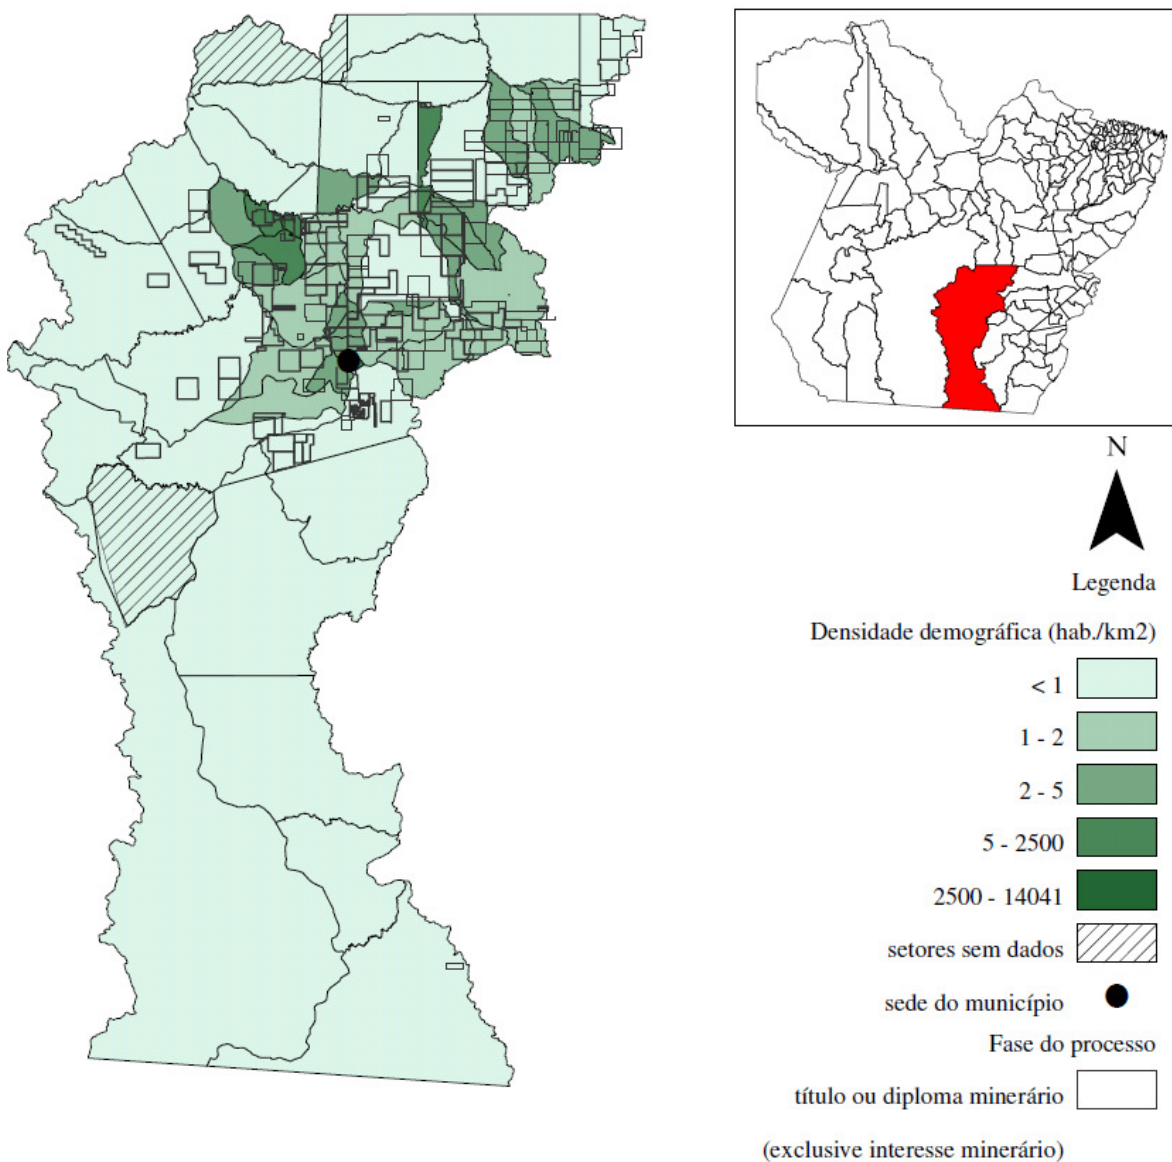 N
Legenda
Densidade demográfica (hab./km2)
< 1
1 - 2
2 - 5
5 - 2500
2500 - 14041
setores sem dados
sede do município
Fase do processo
título ou diploma minerário
(exclusive interesse minerário)